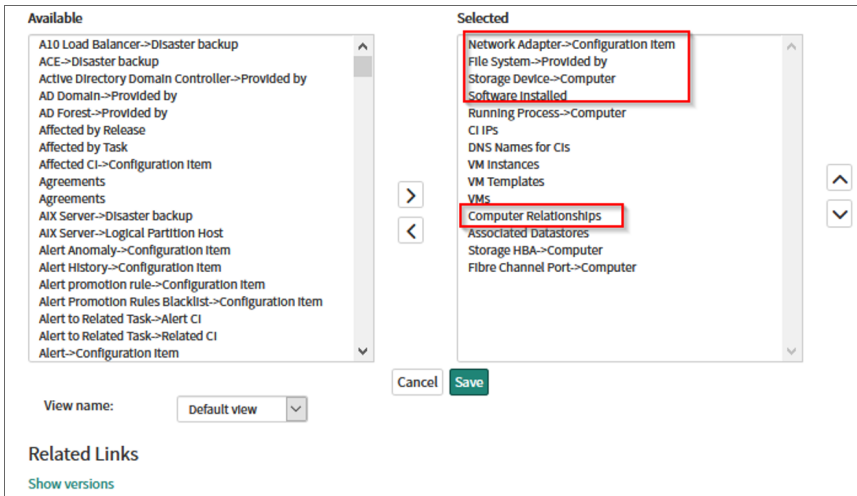 Available
A10 Load Balancer->Disaster backup
ACE->Disaster backup
Active Directory Domain Controller->Provided by
AD Domain->Provided by
AD Forest->Provided by
Affected by Release
Affected by Task
Affected CI->Configuration Item
Agreements
Agreements
AIX Server->Disaster backup
AIX Server->Logical Partition Host
Alert Anomaly->Configuration Item
Alert History->Configuration Item
Alert promotion rule->Configuration Item
Alert Promotion Rules Blacklist->Configuration Item
Alert to Related Task->Alert CI
Alert to Related Task->Related CI
Alert->Configuration Item
Selected
Network Adapter->Configuration Item
File System->Provided by
Storage Device->Computer
Software Installed
Running Process->Computer
CI IPs
DNS Names for CIs
VM Instances
VM Templates
VMs
Computer Relationships
Associated Datastores
Storage HBA->Computer
Fibre Channel Port->Computer
Cancel
Save
View name:
Default view
Related Links
Show versions